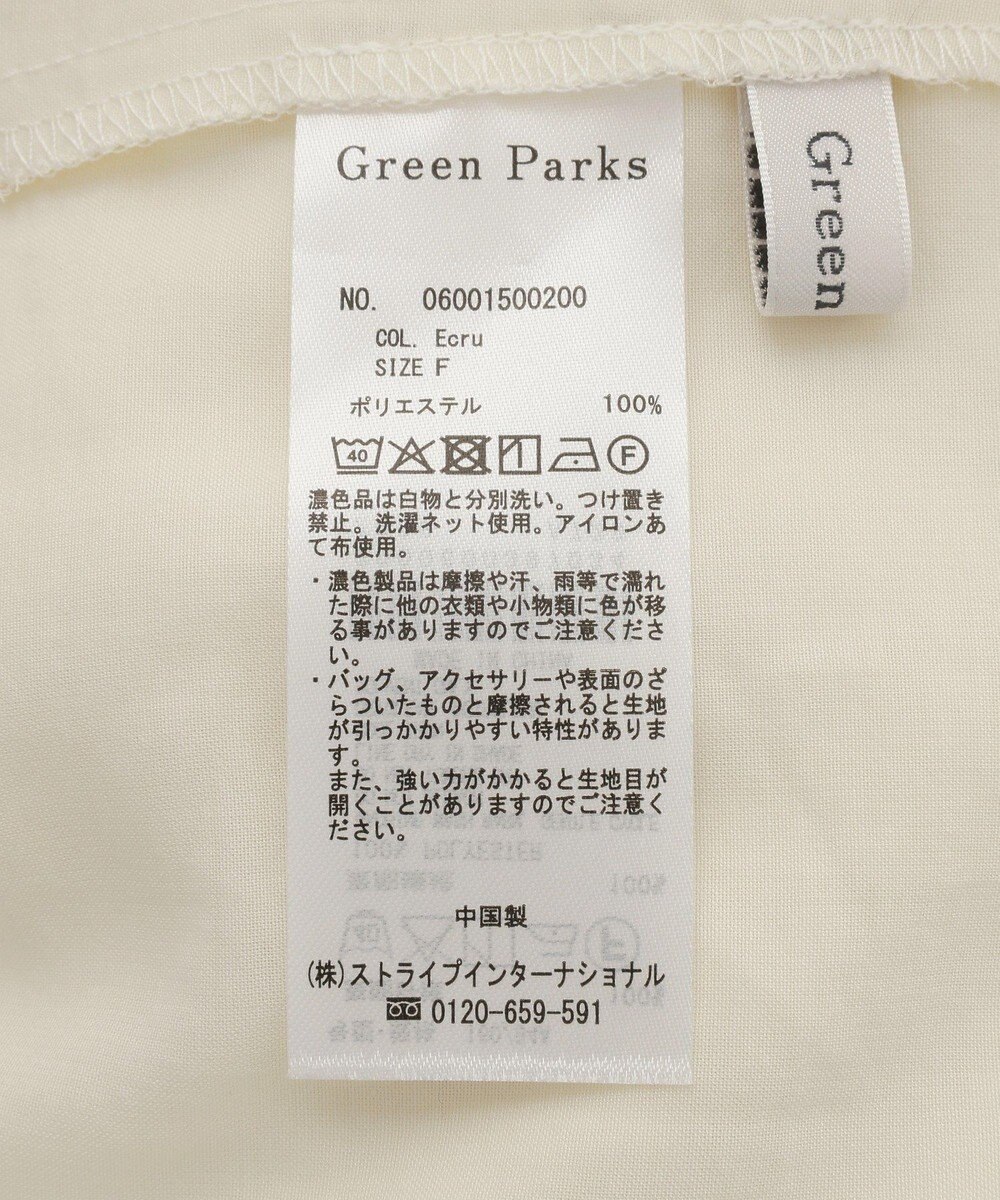 Green Parks
Green
NO. 06001500200
COL. Ecru
SIZE F
ポリエステル 100%
40 F
濃色品は白物と分別洗い。つけ置き
禁止。洗濯ネット使用。アイロンあ
て布使用。
・濃色製品は摩擦や汗、雨等で濡れ
た際に他の衣類や小物類に色が移
る事がありますのでご注意くださ
い。
・バッグ、アクセサリーや表面のざ
らついたものと摩擦されると生地
が引っかかりやすい特性がありま
す。
また、強い力がかかると生地目が
開くことがありますのでご注意く
ださい。
中国製
(株)ストライプインターナショナル
0120-659-591